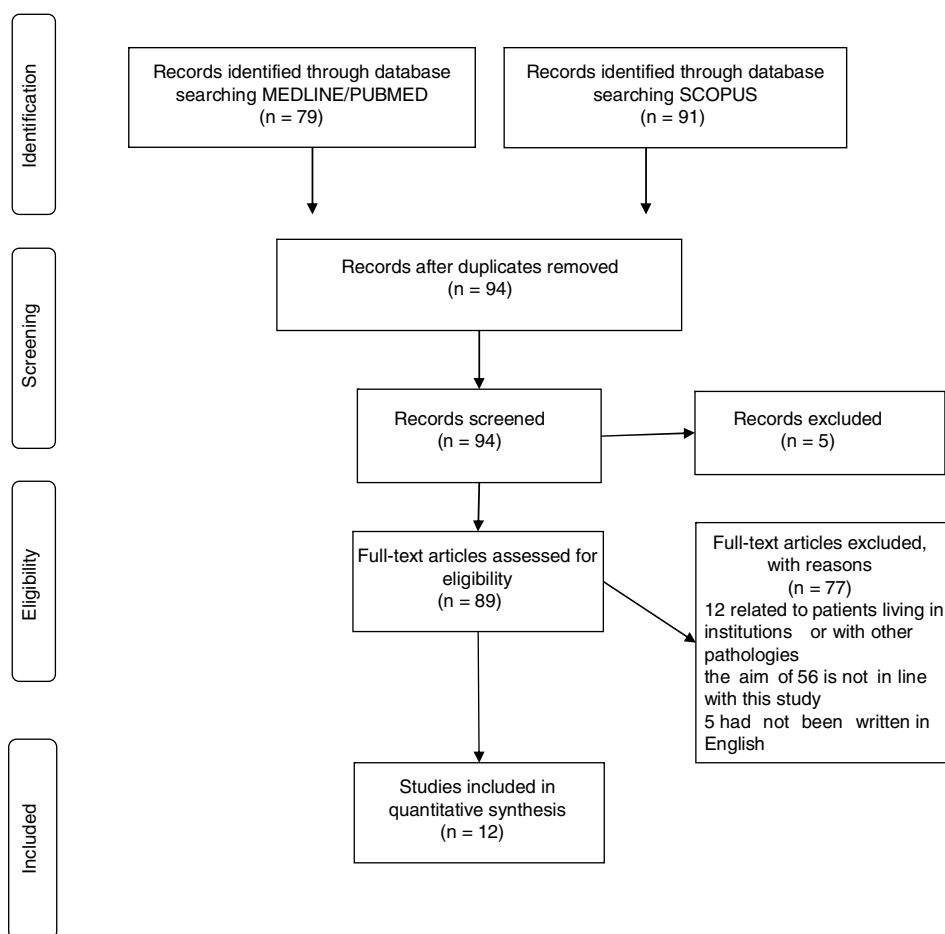 Identification
Records identified through database
searching MEDLINE/PUBMED
(n = 79)
Records identified through database
searching SCOPUS
(n = 91)
Screening
Records after duplicates removed
(n = 94)
Records screened
(n = 94)
Records excluded
(n = 5)
Eligibility
Full-text articles assessed for
eligibility
(n = 89)
Full-text articles excluded,
with reasons
(n = 77)
12 related to patients living in
institutions or with other
pathologies
the aim of 56 is not in line
with this study
5 had not been written in
English
Included
Studies included in
quantitative synthesis
(n = 12)